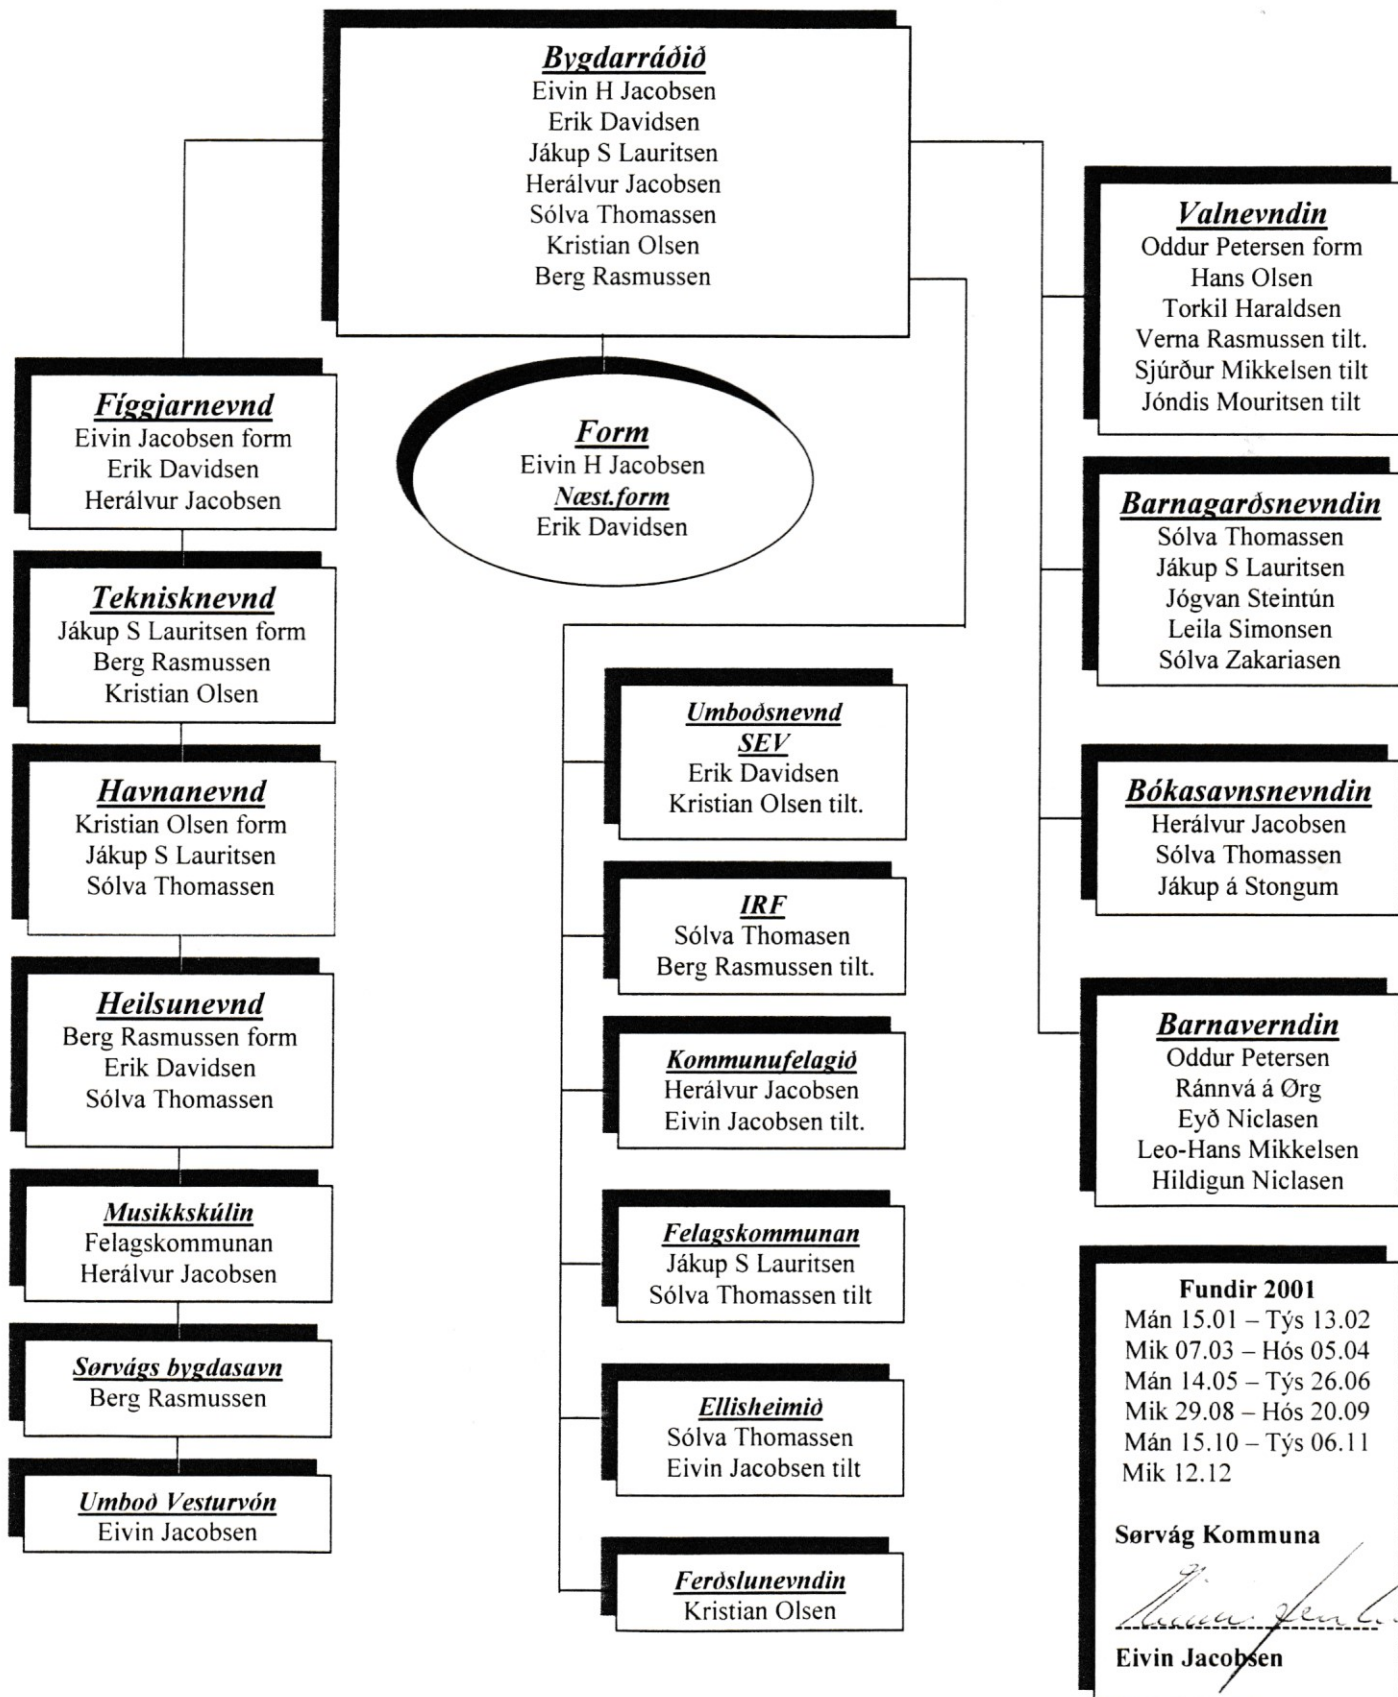 Bygdarráðið
Eivin H Jacobsen
Erik Davidsen
Jákup S Lauritsen
Herálvur Jacobsen
Sólva Thomassen
Kristian Olsen
Berg Rasmussen
Form
Eivin H Jacobsen
Næst.form
Erik Davidsen
Fíggjarnevnd
Eivin Jacobsen form
Erik Davidsen
Herálvur Jacobsen
Teknisknevnd
Jákup S Lauritsen form
Berg Rasmussen
Kristian Olsen
Havnanevnd
Kristian Olsen form
Jákup S Lauritsen
Sólva Thomassen
Heilsunevnd
Berg Rasmussen form
Erik Davidsen
Sólva Thomassen
Musikkskúlin
Felagskommunan
Herálvur Jacobsen
Sørvágs bygdasavn
Berg Rasmussen
Umboð Vesturvón
Eivin Jacobsen
Umboðsnevnd
SEV
Erik Davidsen
Kristian Olsen tilt.
IRF
Sólva Thomasen
Berg Rasmussen tilt.
Kommunufelagið
Herálvur Jacobsen
Eivin Jacobsen tilt.
Felagskommunan
Jákup S Lauritsen
Sólva Thomassen tilt
Ellisheimið
Sólva Thomassen
Eivin Jacobsen tilt
Ferðslunevndin
Kristian Olsen
Valnevndin
Oddur Petersen form
Hans Olsen
Torkil Haraldsen
Verna Rasmussen tilt.
Sjúrður Mikkelsen tilt
Jóndis Mouritsen tilt
Barnagarðsnevndin
Sólva Thomassen
Jákup S Lauritsen
Jógvan Steintún
Leila Simonsen
Sólva Zakariasen
Bókasavnsnevndin
Herálvur Jacobsen
Sólva Thomassen
Jákup á Stongum
Barnaverndin
Oddur Petersen
Ránnvá á Ørg
Eyð Niclasen
Leo-Hans Mikkelsen
Hildigun Niclasen
Fundir 2001
Mán 15.01 – Týs 13.02
Mik 07.03 – Hós 05.04
Mán 14.05 – Týs 26.06
Mik 29.08 – Hós 20.09
Mán 15.10 – Týs 06.11
Mik 12.12
Sørvág Kommuna
Eivin Jacobsen